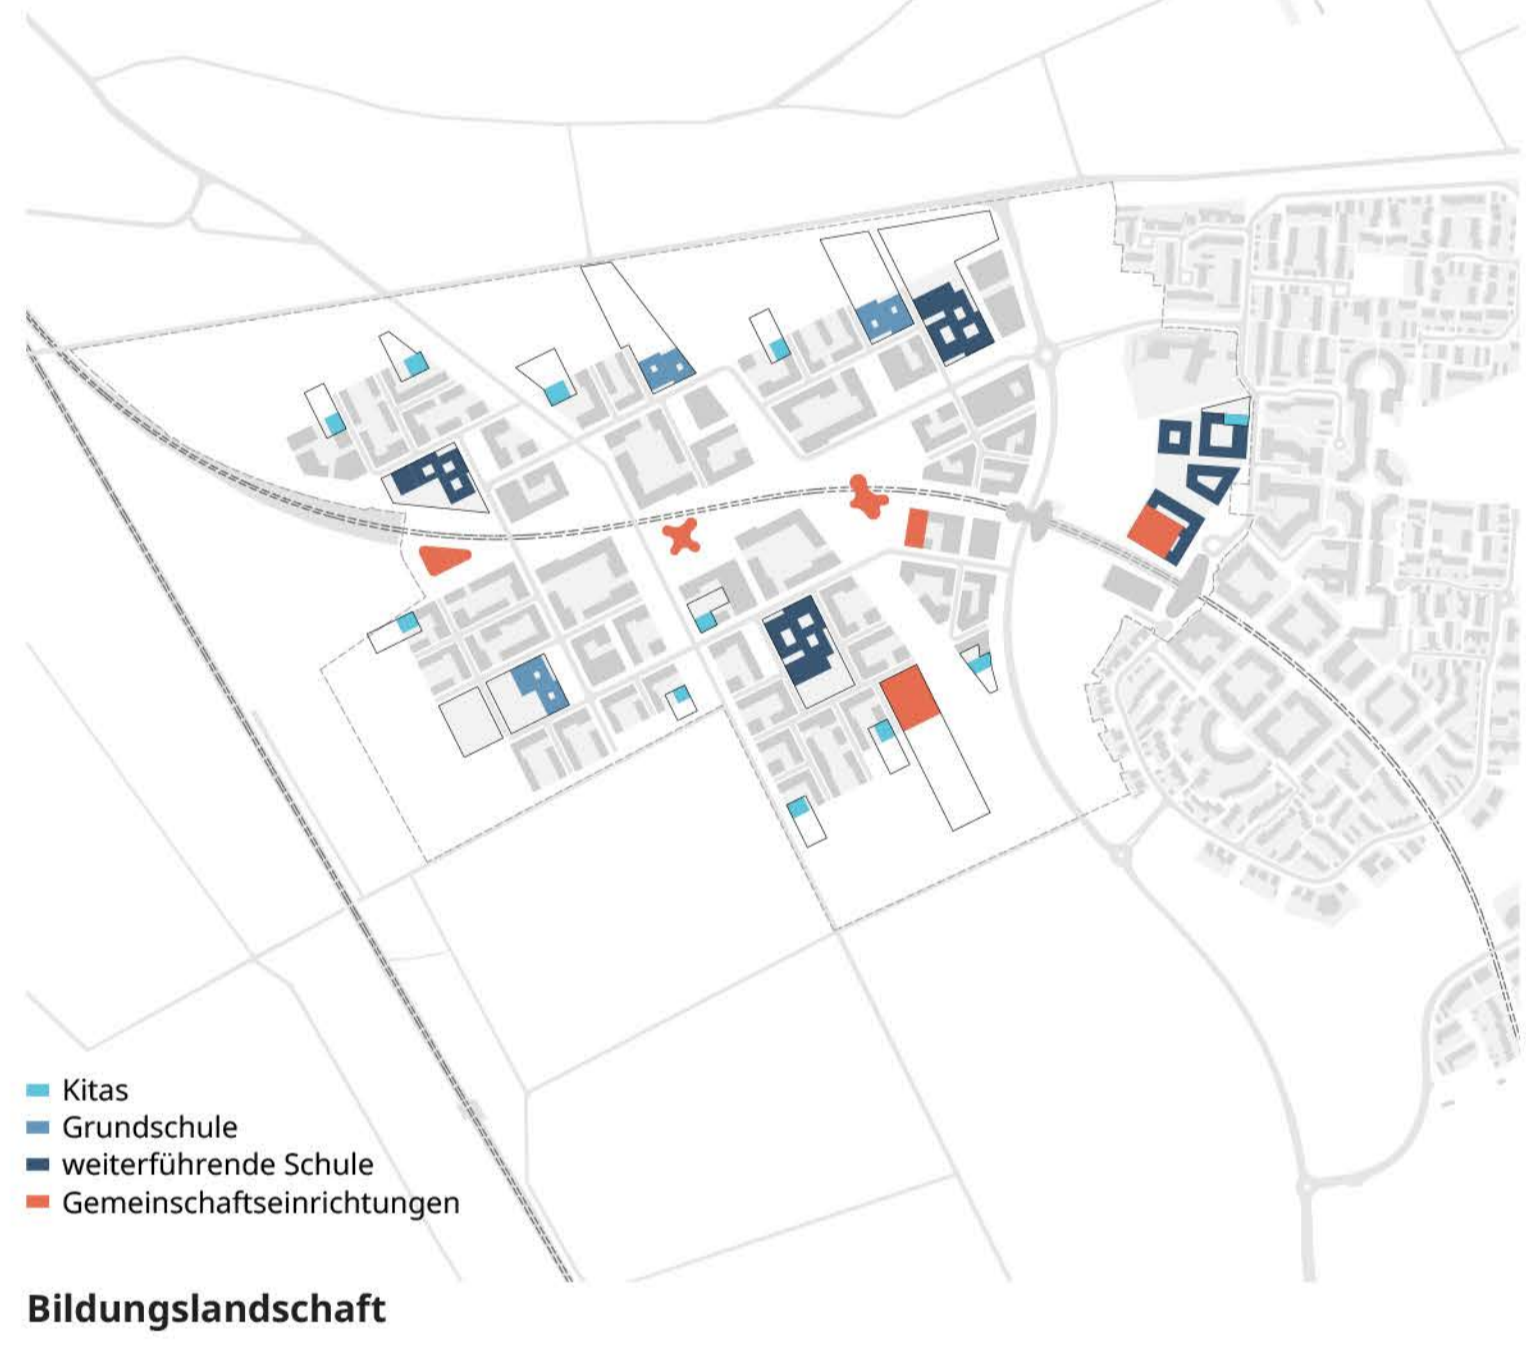 Kitas
Grundschule
weiterführende Schule
Gemeinschaftseinrichtungen
Bildungslandschaft